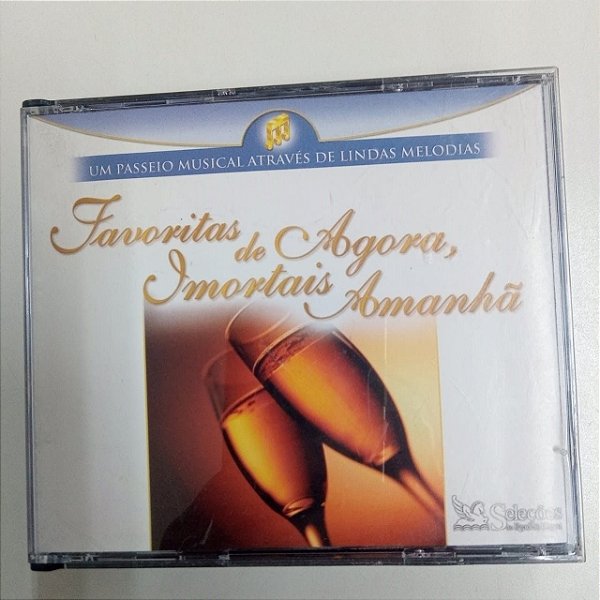 UM PASSEIO MUSICAL ATRAVÉS DE LINDAS MELODIAS
Favoritas de Agora,
Imortais Amanhã
Seleções